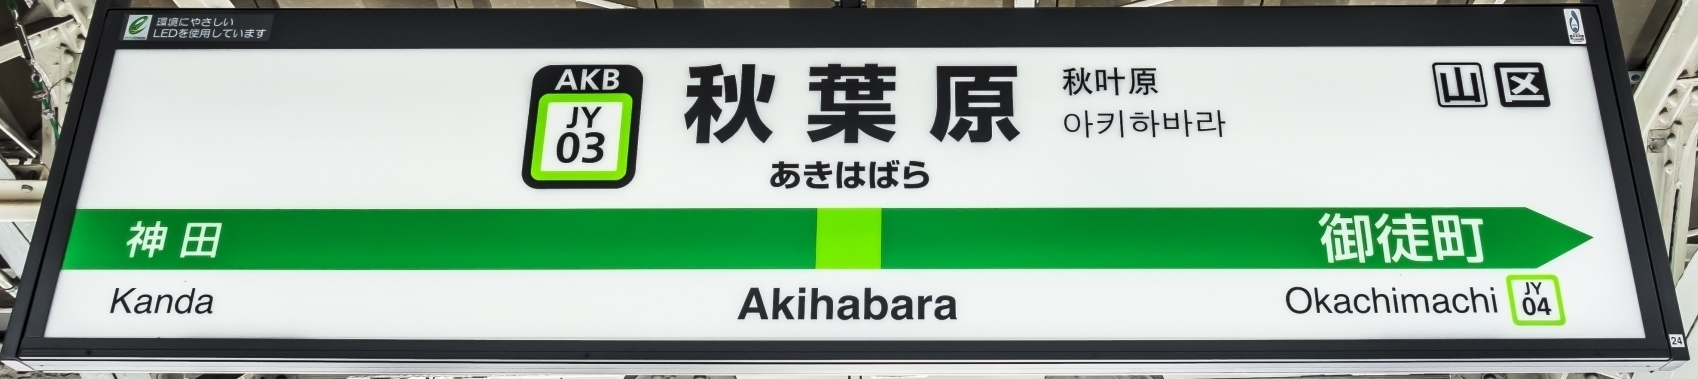 環境にやさしい
LEDを使用しています
AKB
JY
03
秋葉原
あきはばら
秋叶原
아키하바라
山 区
神田
御徒町
Kanda
Akihabara
Okachimachi
JY
04
24